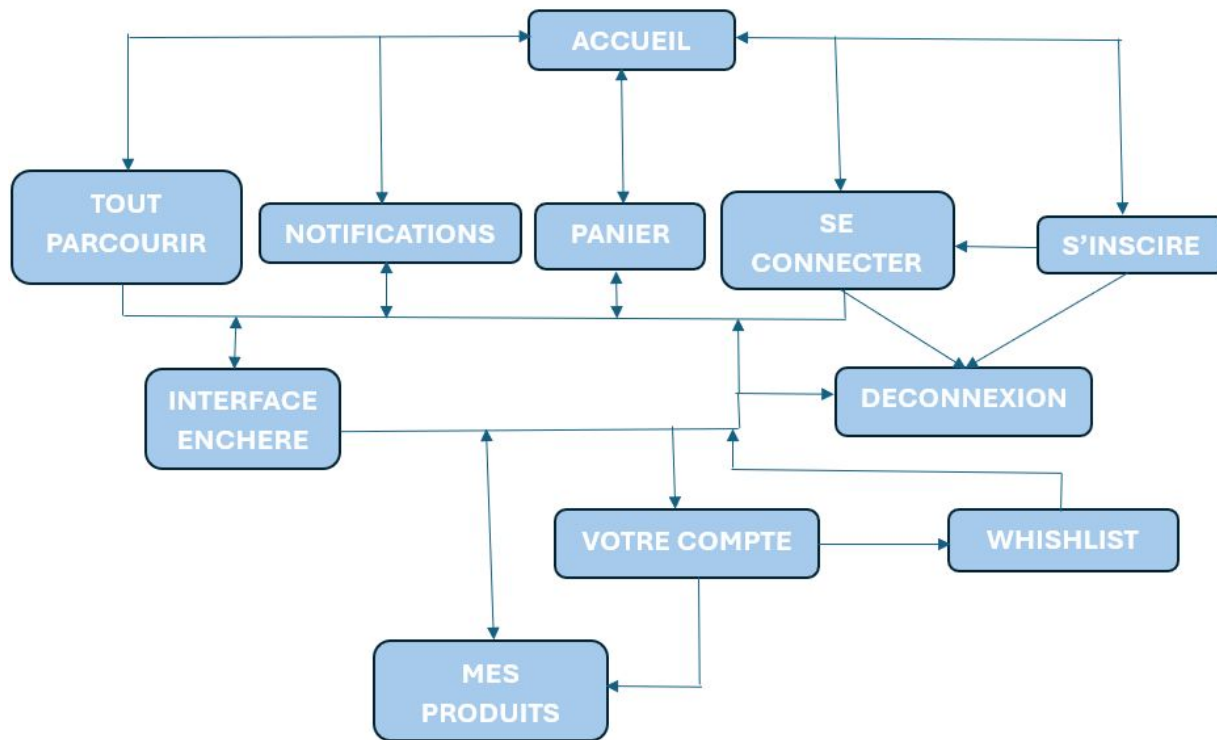 ACCUEIL
TOUT
PARCOURIR
NOTIFICATIONS
PANIER
SE
CONNECTER
S’INSCIRE
INTERFACE
ENCHERE
DECONNEXION
VOTRE COMPTE
WHISHLIST
MES
PRODUITS